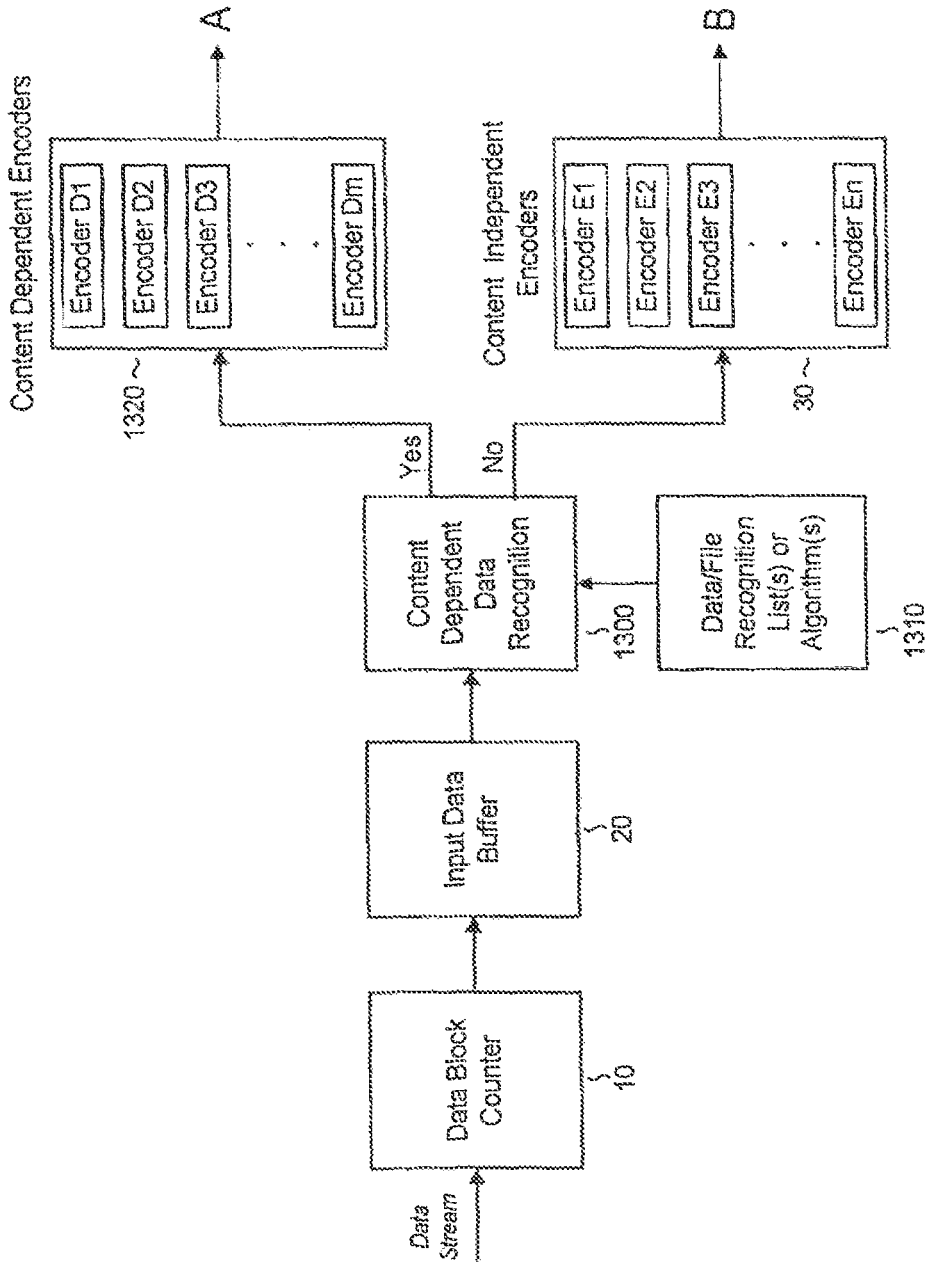 Data
Stream
Data Block
Counter
10
Input Data
Buffer
20
Content
Dependent
Data
Recognition
1300
Data/File
Recognition
List(s) or
Algorithm(s)
1310
Yes
No
Content Dependent Encoders
Encoder D1
Encoder D2
Encoder D3
Encoder Dm
1320
A
Content Independent
Encoders
Encoder E1
Encoder E2
Encoder E3
Encoder En
30
B